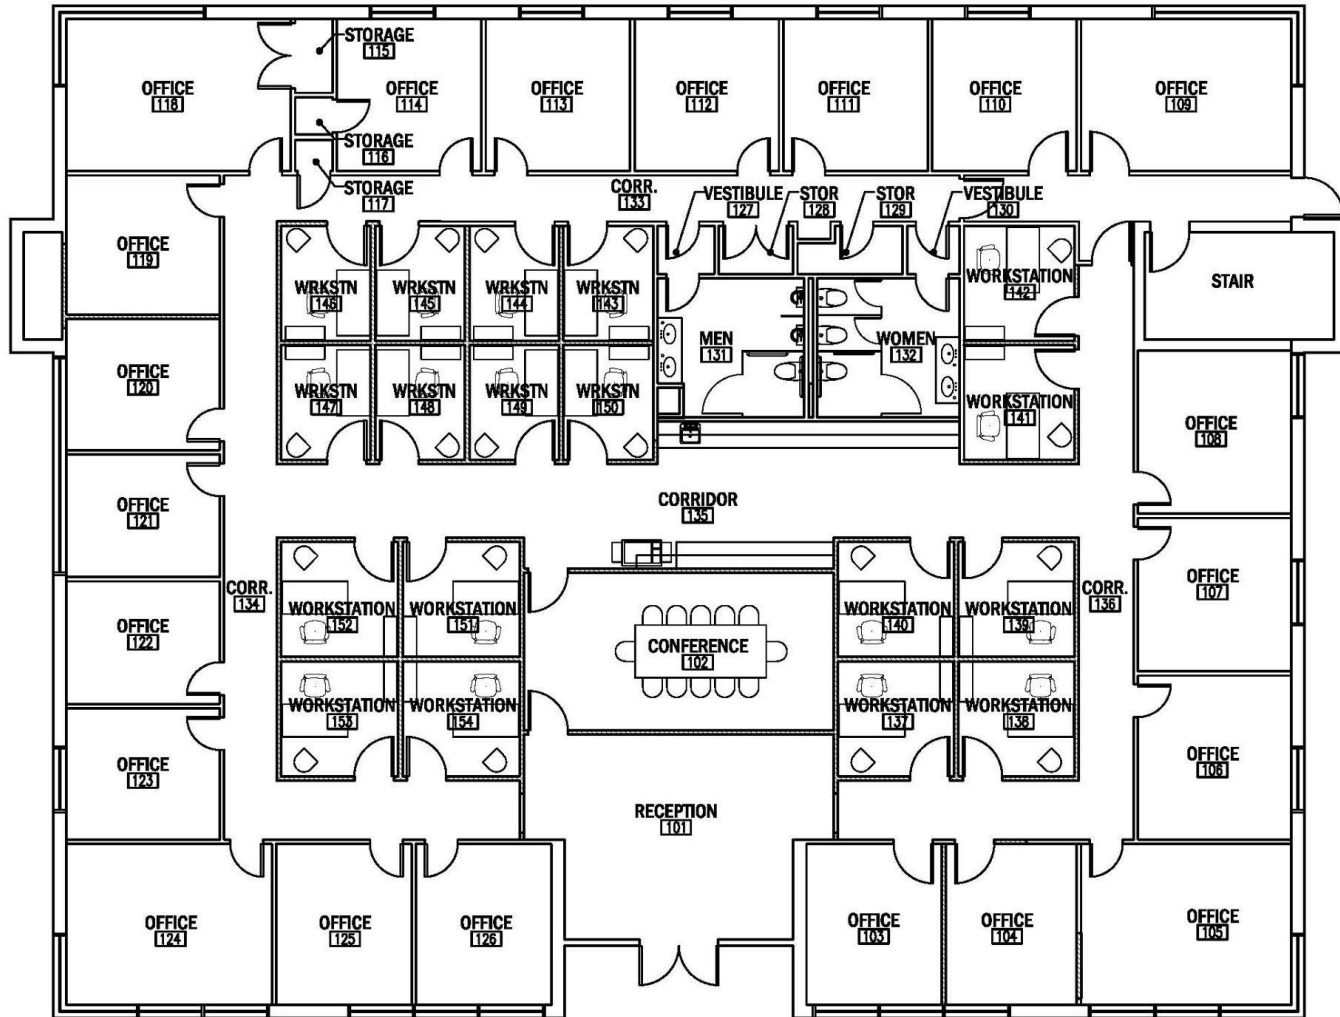 STORAGE
115
OFFICE
118
OFFICE
114
OFFICE
113
OFFICE
112
OFFICE
111
OFFICE
110
OFFICE
109
STORAGE
116
STORAGE
117
CORR.
133
VESTIBULE
127
STOR
128
STOR
129
VESTIBULE
130
OFFICE
119
WRKSTN
146
WRKSTN
145
WRKSTN
144
WRKSTN
143
WORKSTATION
142
STAIR
MEN
131
WOMEN
132
OFFICE
120
WRKSTN
147
WRKSTN
148
WRKSTN
149
WRKSTN
150
WORKSTATION
141
OFFICE
108
OFFICE
121
CORRIDOR
135
OFFICE
107
CORR.
134
CORR.
136
WORKSTATION
152
WORKSTATION
151
WORKSTATION
140
WORKSTATION
139
OFFICE
122
CONFERENCE
102
WORKSTATION
153
WORKSTATION
154
WORKSTATION
137
WORKSTATION
138
OFFICE
106
OFFICE
123
RECEPTION
101
OFFICE
124
OFFICE
125
OFFICE
126
OFFICE
103
OFFICE
104
OFFICE
105